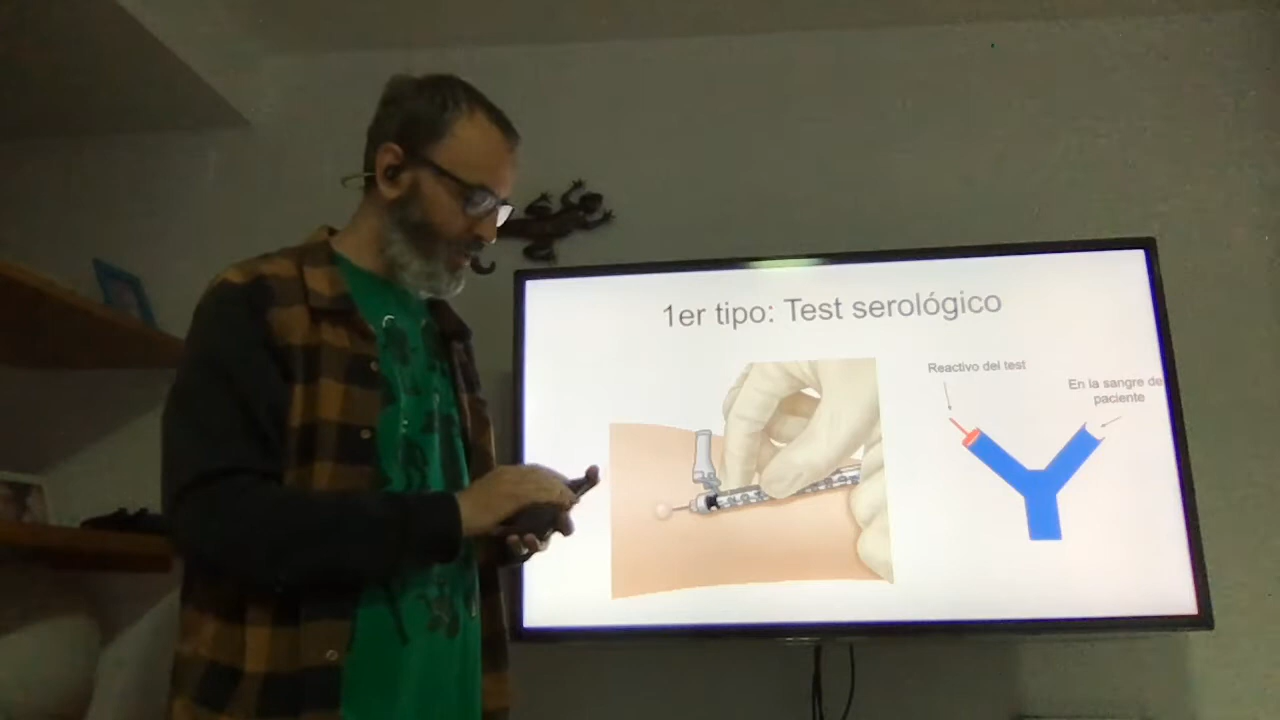 1er tipo: Test serológico
Reactivo del test
En la sangre de
paciente